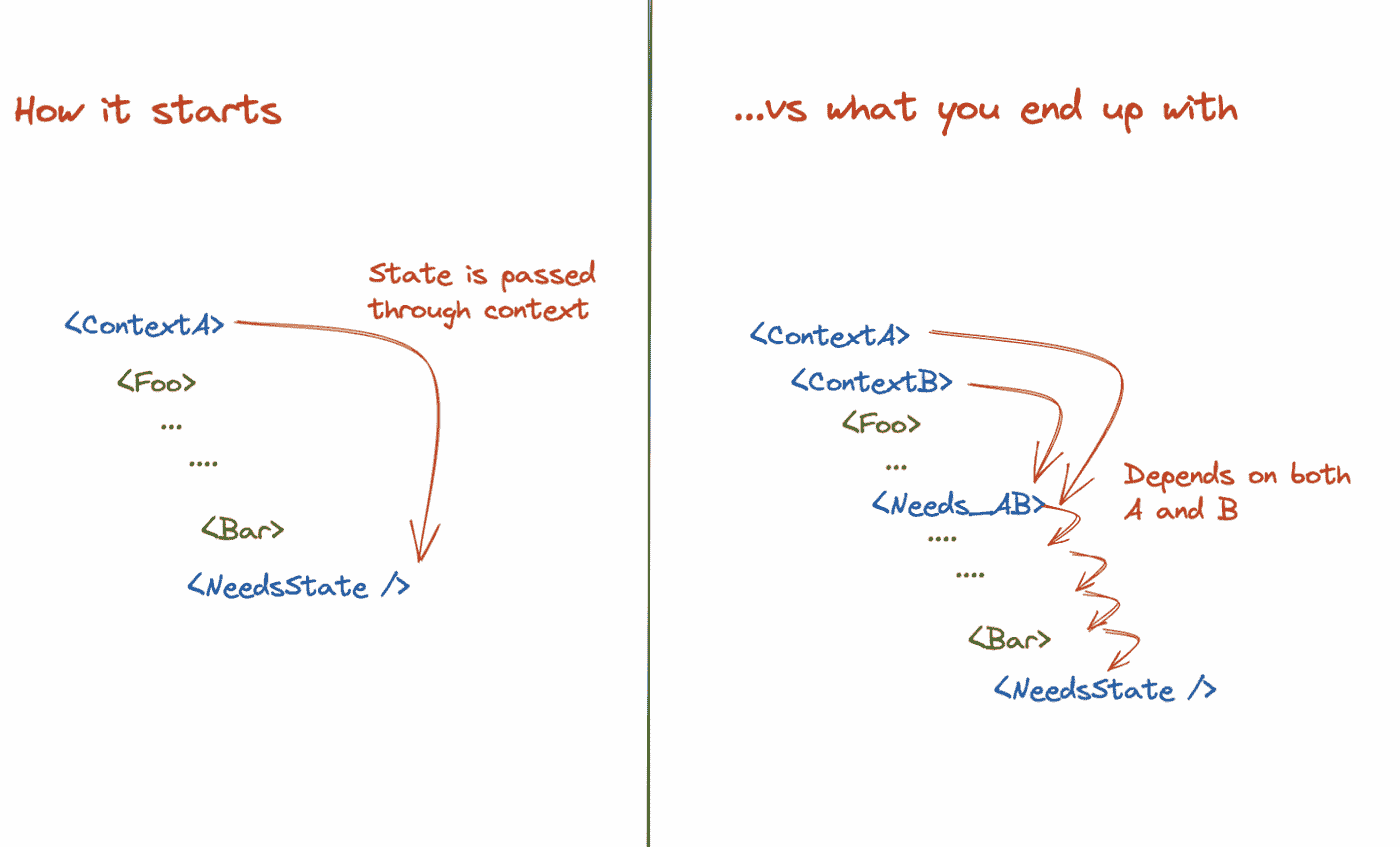 How it starts
State is passed
through context
<ContextA>
<Foo>
...
....
<Bar>
<NeedsState />
...vs what you end up with
<ContextA>
<ContextB>
<Foo>
...
<Needs_AB>
Depends on both
A and B
....
....
<Bar>
<NeedsState />